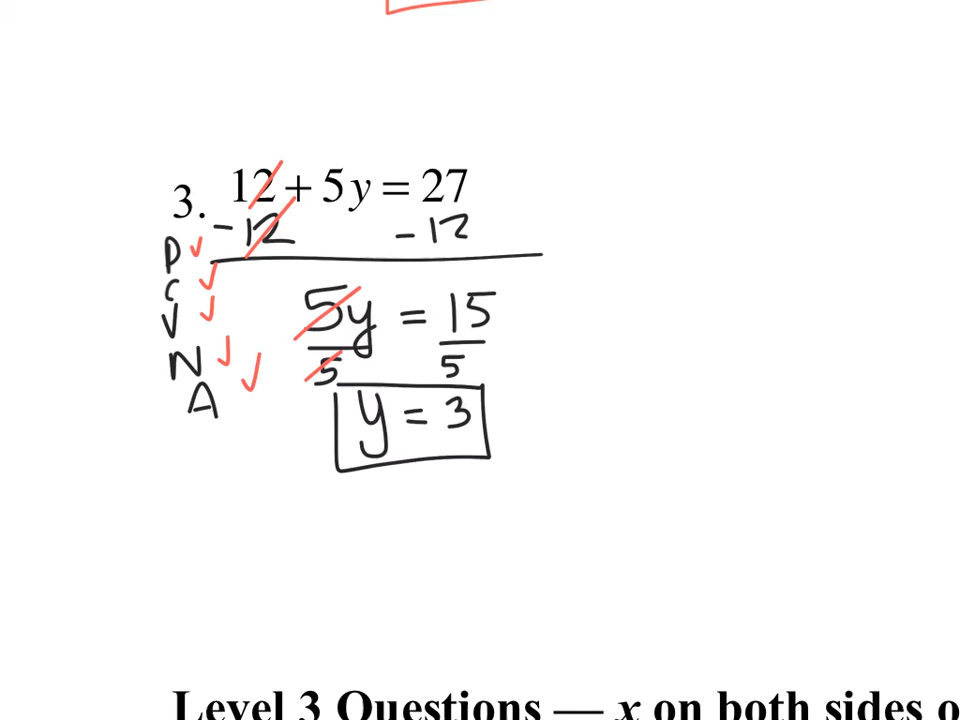 3. 12 + 5y = 27
- 12 - 12
P
C
V
5y = 15
N
5 5
A
y = 3
Level 3 Questions — x on both sides o